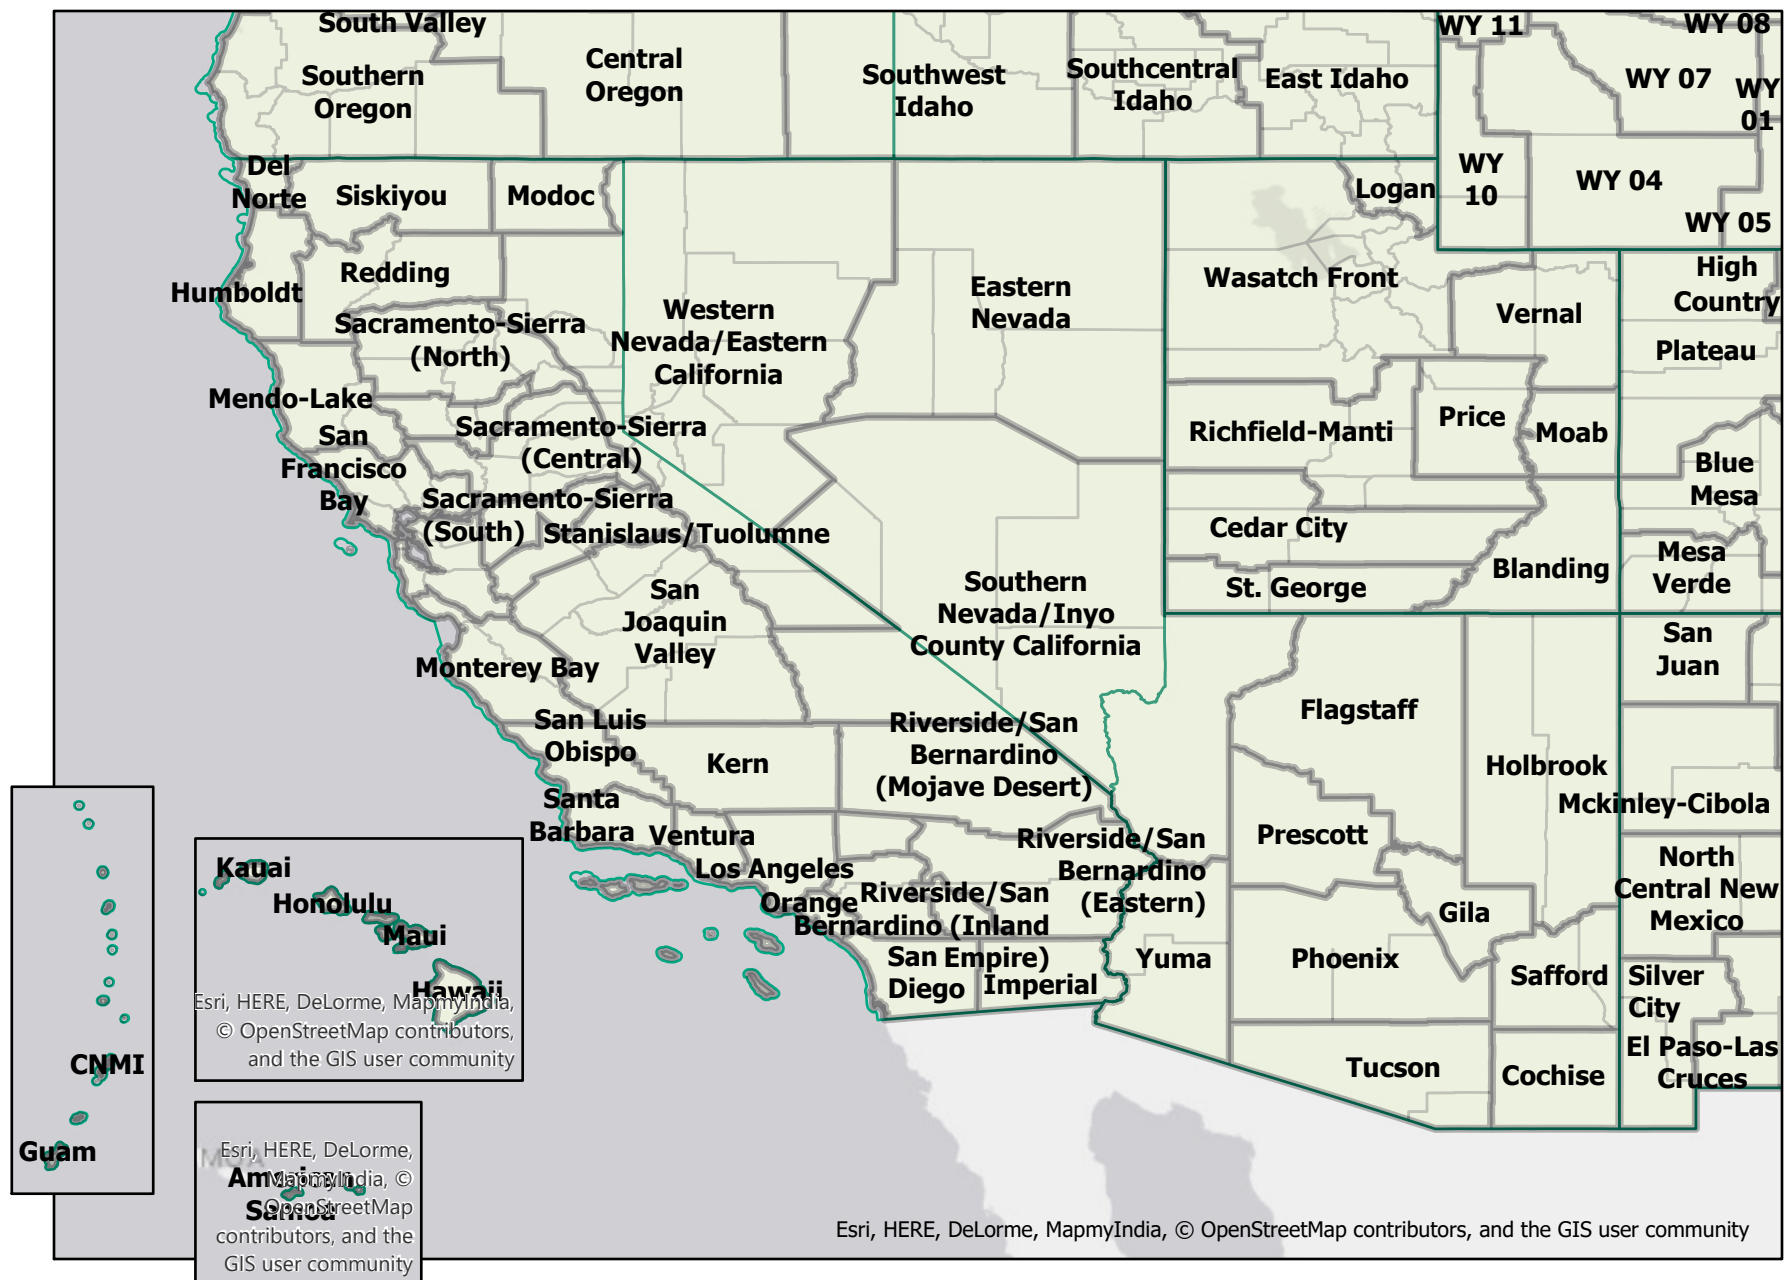 South Valley
Southern
Oregon
Central
Oregon
Southwest
Idaho
Southcentral
Idaho
East Idaho
WY 11
WY 08
WY 07
WY
01
WY
10
WY 04
WY 05
Del
Norte
Siskiyou
Modoc
Logan
Humboldt
Redding
Sacramento-Sierra
(North)
Western
Nevada/Eastern
California
Eastern
Nevada
Wasatch Front
Vernal
High
Country
Plateau
Mendo-Lake
San
Francisco
Bay
Sacramento-Sierra
(Central)
Sacramento-Sierra
(South)
Stanislaus/Tuolumne
Richfield-Manti
Price
Moab
Blue
Mesa
Cedar City
St. George
Blanding
Mesa
Verde
San
Joaquin
Valley
Southern
Nevada/Inyo
County California
Monterey Bay
San
Juan
San Luis
Obispo
Kern
Riverside/San
Bernardino
(Mojave Desert)
Flagstaff
Holbrook
Mckinley-Cibola
Santa
Barbara
Ventura
Los Angeles
Orange
Riverside/San
Bernardino (Inland
Empire)
Riverside/San
Bernardino
(Eastern)
Prescott
Gila
North
Central New
Mexico
San
Diego
Imperial
Yuma
Phoenix
Safford
Silver
City
Tucson
Cochise
El Paso-Las
Cruces
Kauai
Honolulu
Maui
Hawaii
Esri, HERE, DeLorme, MapmyIndia,
© OpenStreetMap contributors,
and the GIS user community
CNMI
Guam
Esri, HERE, DeLorme,
MapmyIndia, ©
OpenStreetMap
contributors, and the
GIS user community
American
Samoa
Esri, HERE, DeLorme, MapmyIndia, © OpenStreetMap contributors, and the GIS user community